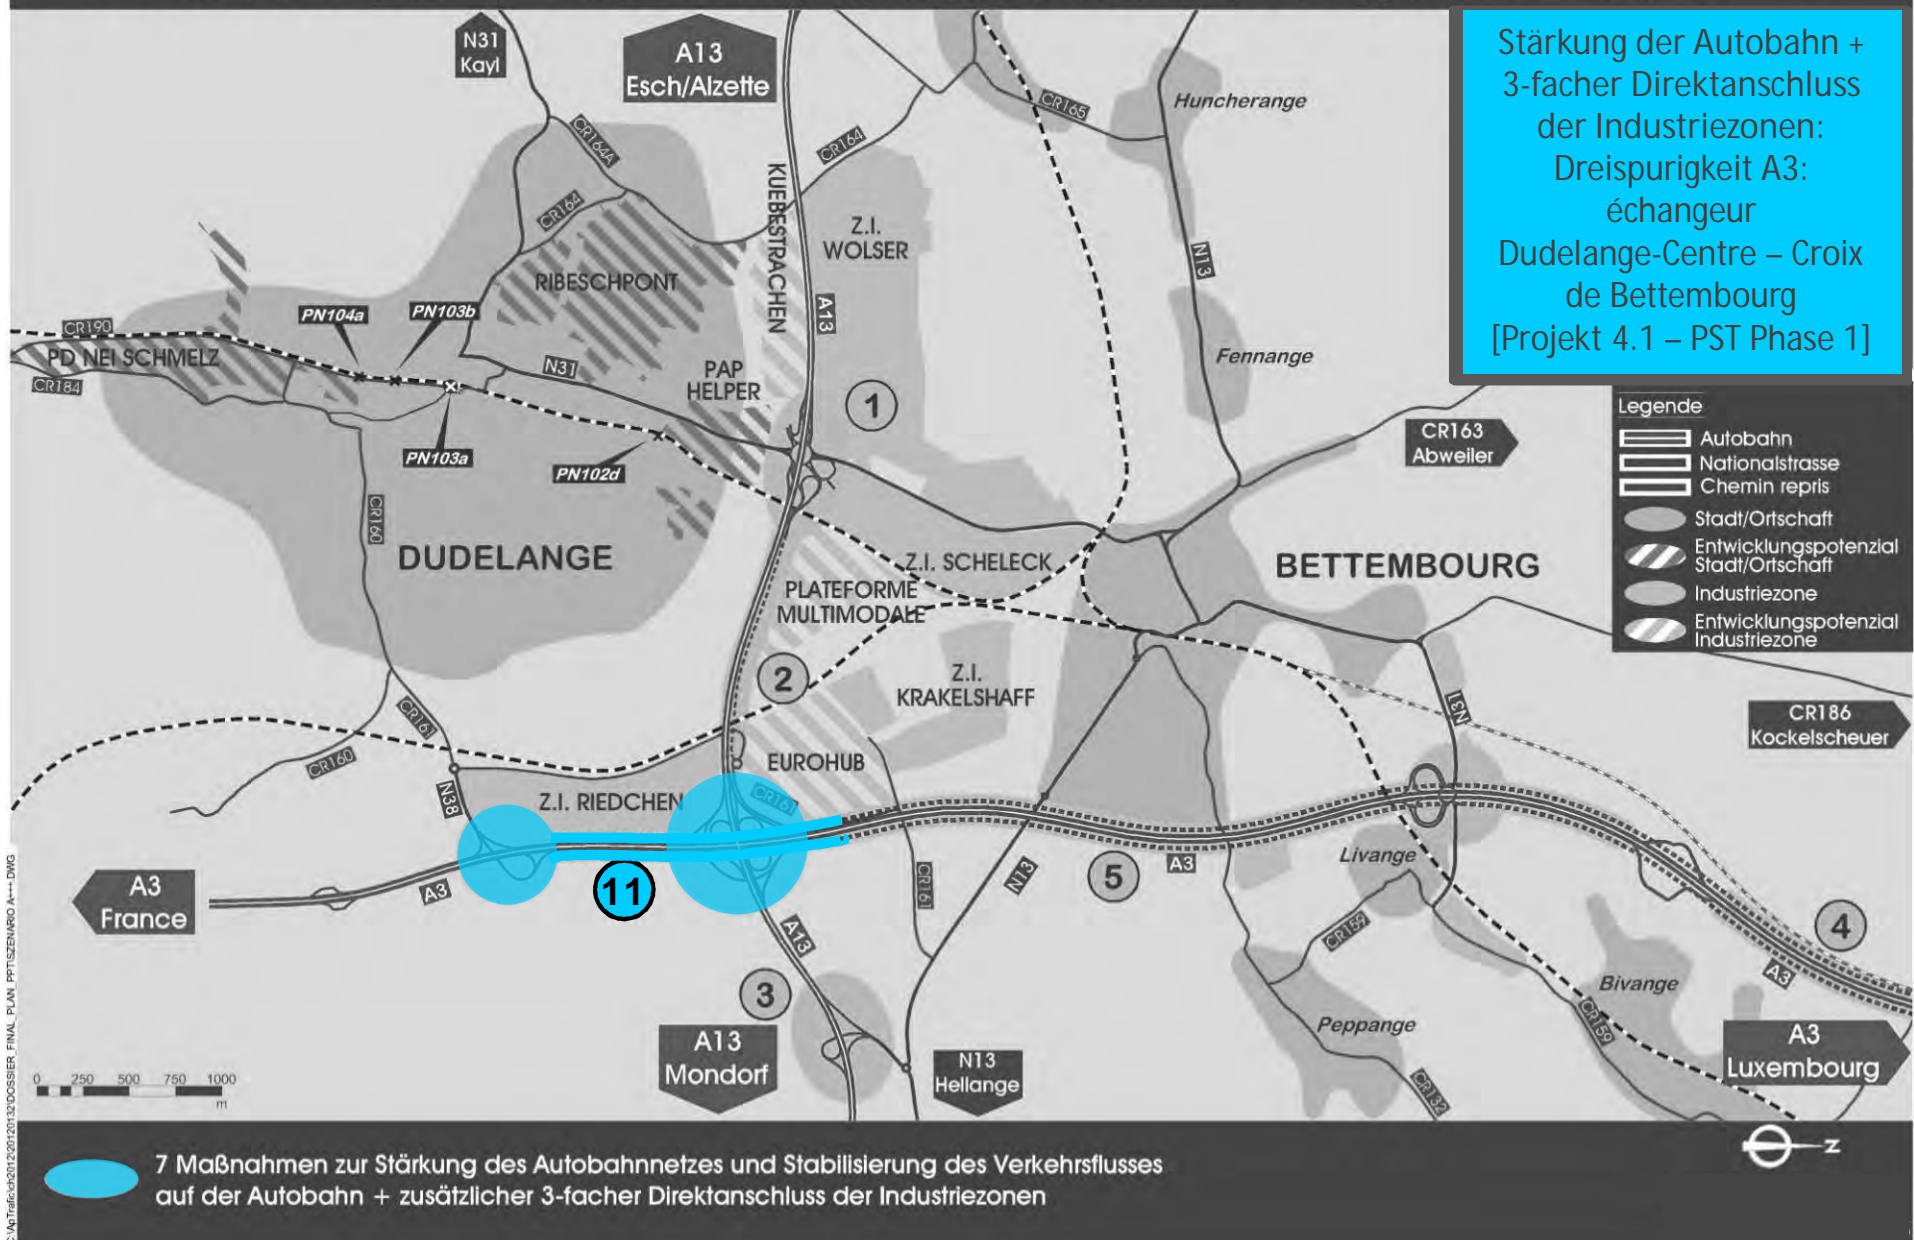 N31
Kayl
A13
Esch/Alzette
Stärkung der Autobahn +
3-facher Direktanschluss
der Industriezonen:
Dreispurigkeit A3:
échangeur
Dudelange-Centre – Croix
de Bettembourg
[Projekt 4.1 – PST Phase 1]
CR165
Huncherange
CR164A
CR164
KUEBESTRACHEN
CR164
Z.I.
WOLSER
N13
RIBESCHPONT
A13
PN104a
PN103b
CR190
PD NEI SCHMELZ
CR184
N31
PAP
HELPER
Fennange
1
PN103a
PN102d
CR163
Abweiler
Legende
Autobahn
Nationalstrasse
Chemin repris
Stadt/Ortschaft
Entwicklungspotenzial
Stadt/Ortschaft
Industriezone
Entwicklungspotenzial
Industriezone
CR160
DUDELANGE
Z.I. SCHELECK
BETTEMBOURG
PLATEFORME
MULTIMODALE
2
Z.I.
KRAKELSHAFF
CR161
N31
CR186
Kockelscheuer
CR160
EUROHUB
N38
Z.I. RIEDCHEN
CR161
A3
France
A3
11
CR161
N13
5
A3
Livange
A13
CR159
4
A3
3
Bivange
Peppange
CR159
A13
Mondorf
N13
Hellange
A3
Luxembourg
CR132
0 250 500 750 1000
m
7 Maßnahmen zur Stärkung des Autobahnnetzes und Stabilisierung des Verkehrsflusses
auf der Autobahn + zusätzlicher 3-facher Direktanschluss der Industriezonen
Z